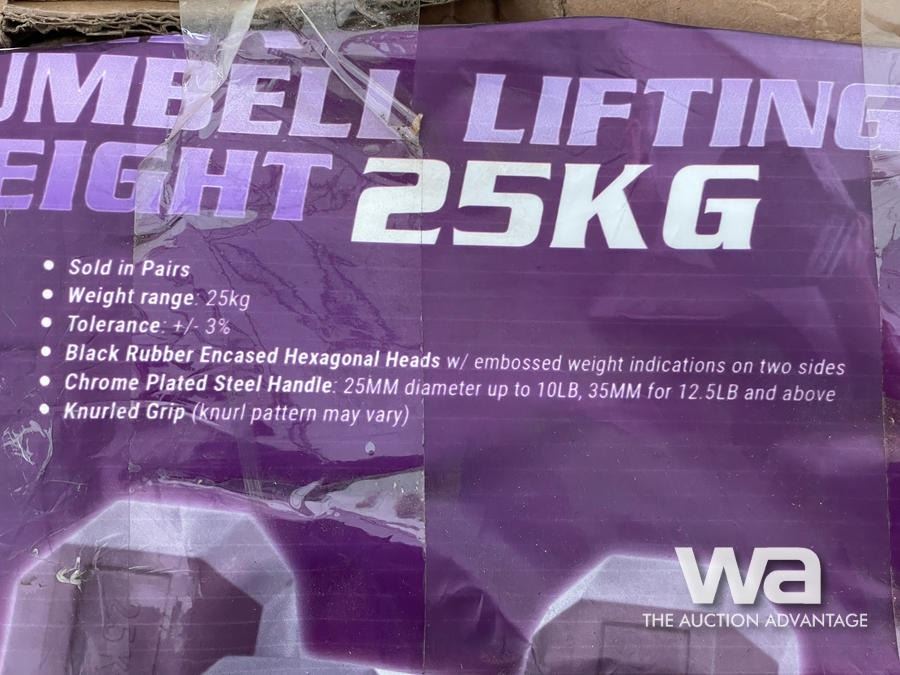 UMBELL LIFTING
EIGHT 25KG
• Sold in Pairs
• Weight range: 25kg
• Tolerance: +/- 3%
• Black Rubber Encased Hexagonal Heads w/ embossed weight indications on two sides
• Chrome Plated Steel Handle: 25MM diameter up to 10LB, 35MM for 12.5LB and above
• Knurled Grip (knurl pattern may vary)
wa
THE AUCTION ADVANTAGE